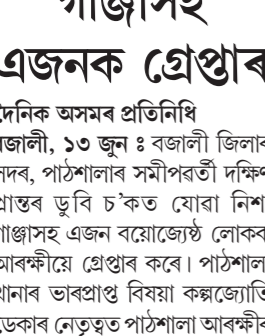 গাঞ্জাসহ
এজনক গ্ৰেপ্তাৰ
দৈনিক অসমৰ প্ৰতিনিধি
বজালী, ১৩ জুন ঃ বজালী জিলাৰ
সদৰ, পাঠশালাৰ সমীপৱৰ্তী দক্ষিণ
প্ৰান্তৰ ডুবি চ’কত যোৱা নিশা
গাঞ্জাসহ এজন বয়োজ্যেষ্ঠ লোকক
আৰক্ষীয়ে গ্ৰেপ্তাৰ কৰে। পাঠশালা
থানাৰ ভাৰপ্ৰাপ্ত বিষয়া কল্পজ্যোতি
ডেকাৰ নেতৃত্বত পাঠশালা আৰক্ষীৰ